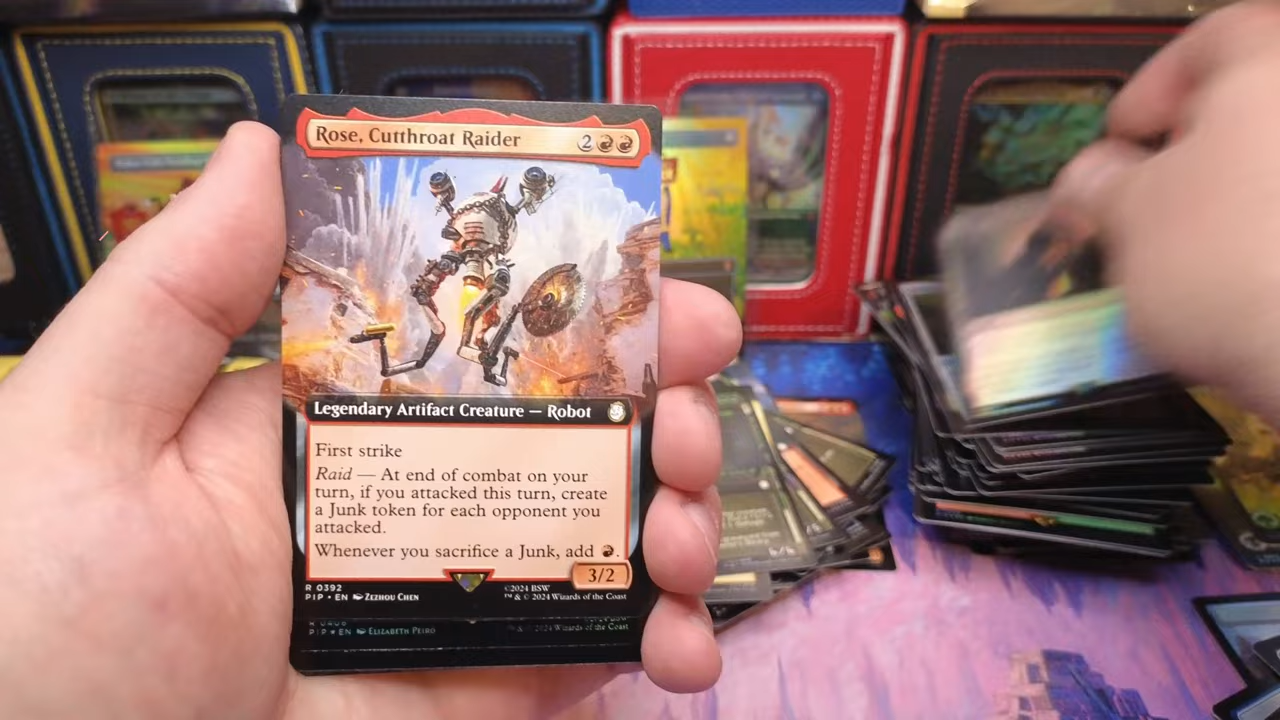 Rose, Cutthroat Raider 2
Legendary Artifact Creature — Robot
First strike
Raid — At end of combat on your
turn, if you attacked this turn, create
a Junk token for each opponent you
attacked.
Whenever you sacrifice a Junk, add .
3/2
R 0392 ©2024 BSW
PIP • EN Zezhou Chen ™ & © 2024 Wizards of the Coast
PIP EN Elizabeth Peiro & © 2024 Wizards of the Coast